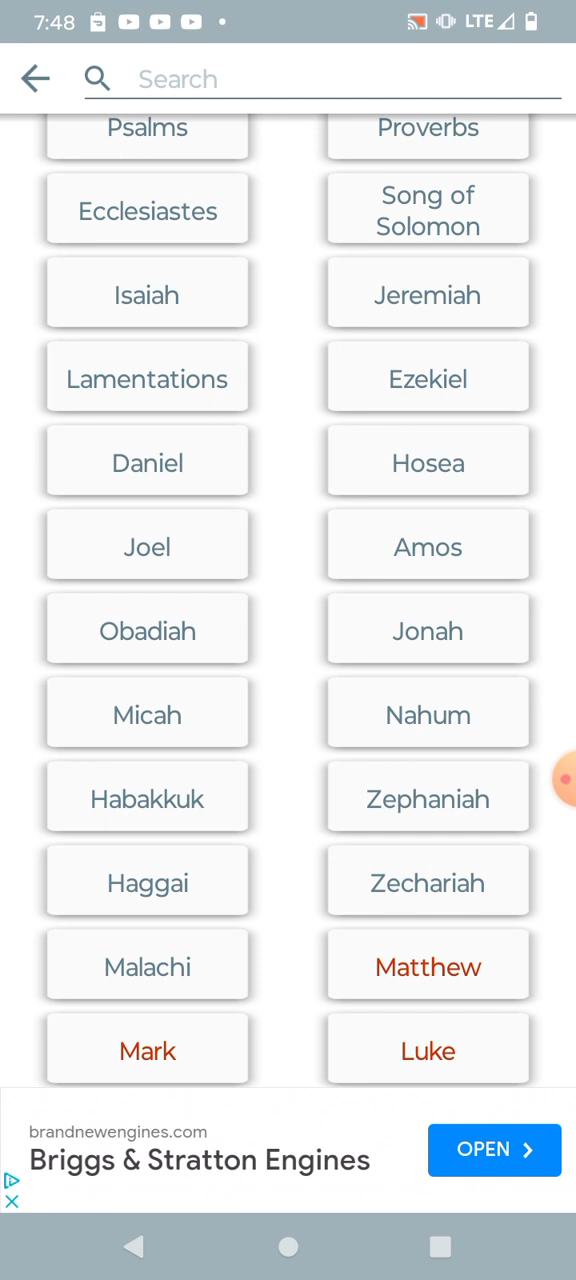 7:48
LTE
Search
Psalms
Proverbs
Ecclesiastes
Song of
Solomon
Isaiah
Jeremiah
Lamentations
Ezekiel
Daniel
Hosea
Joel
Amos
Obadiah
Jonah
Micah
Nahum
Habakkuk
Zephaniah
Haggai
Zechariah
Malachi
Matthew
Mark
Luke
brandnewengines.com
Briggs & Stratton Engines
OPEN